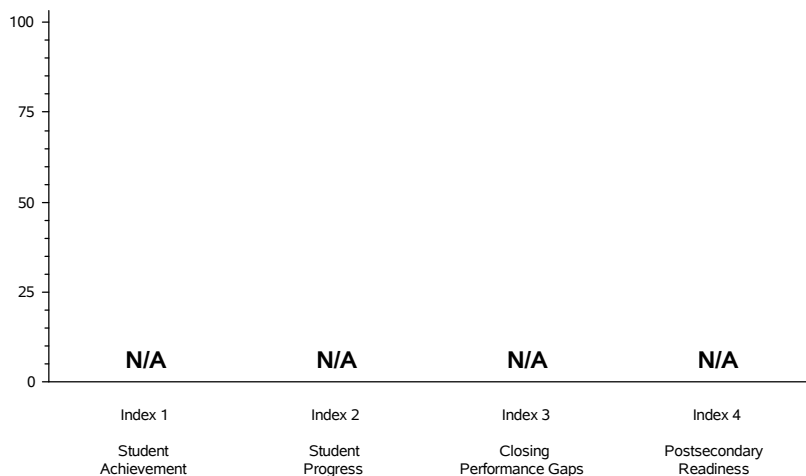 100
75
50
25
0
N/A N/A N/A N/A
Index 1 Index 2 Index 3 Index 4
Student Student Closing Postsecondary
Achievement Progress Performance Gaps Readiness